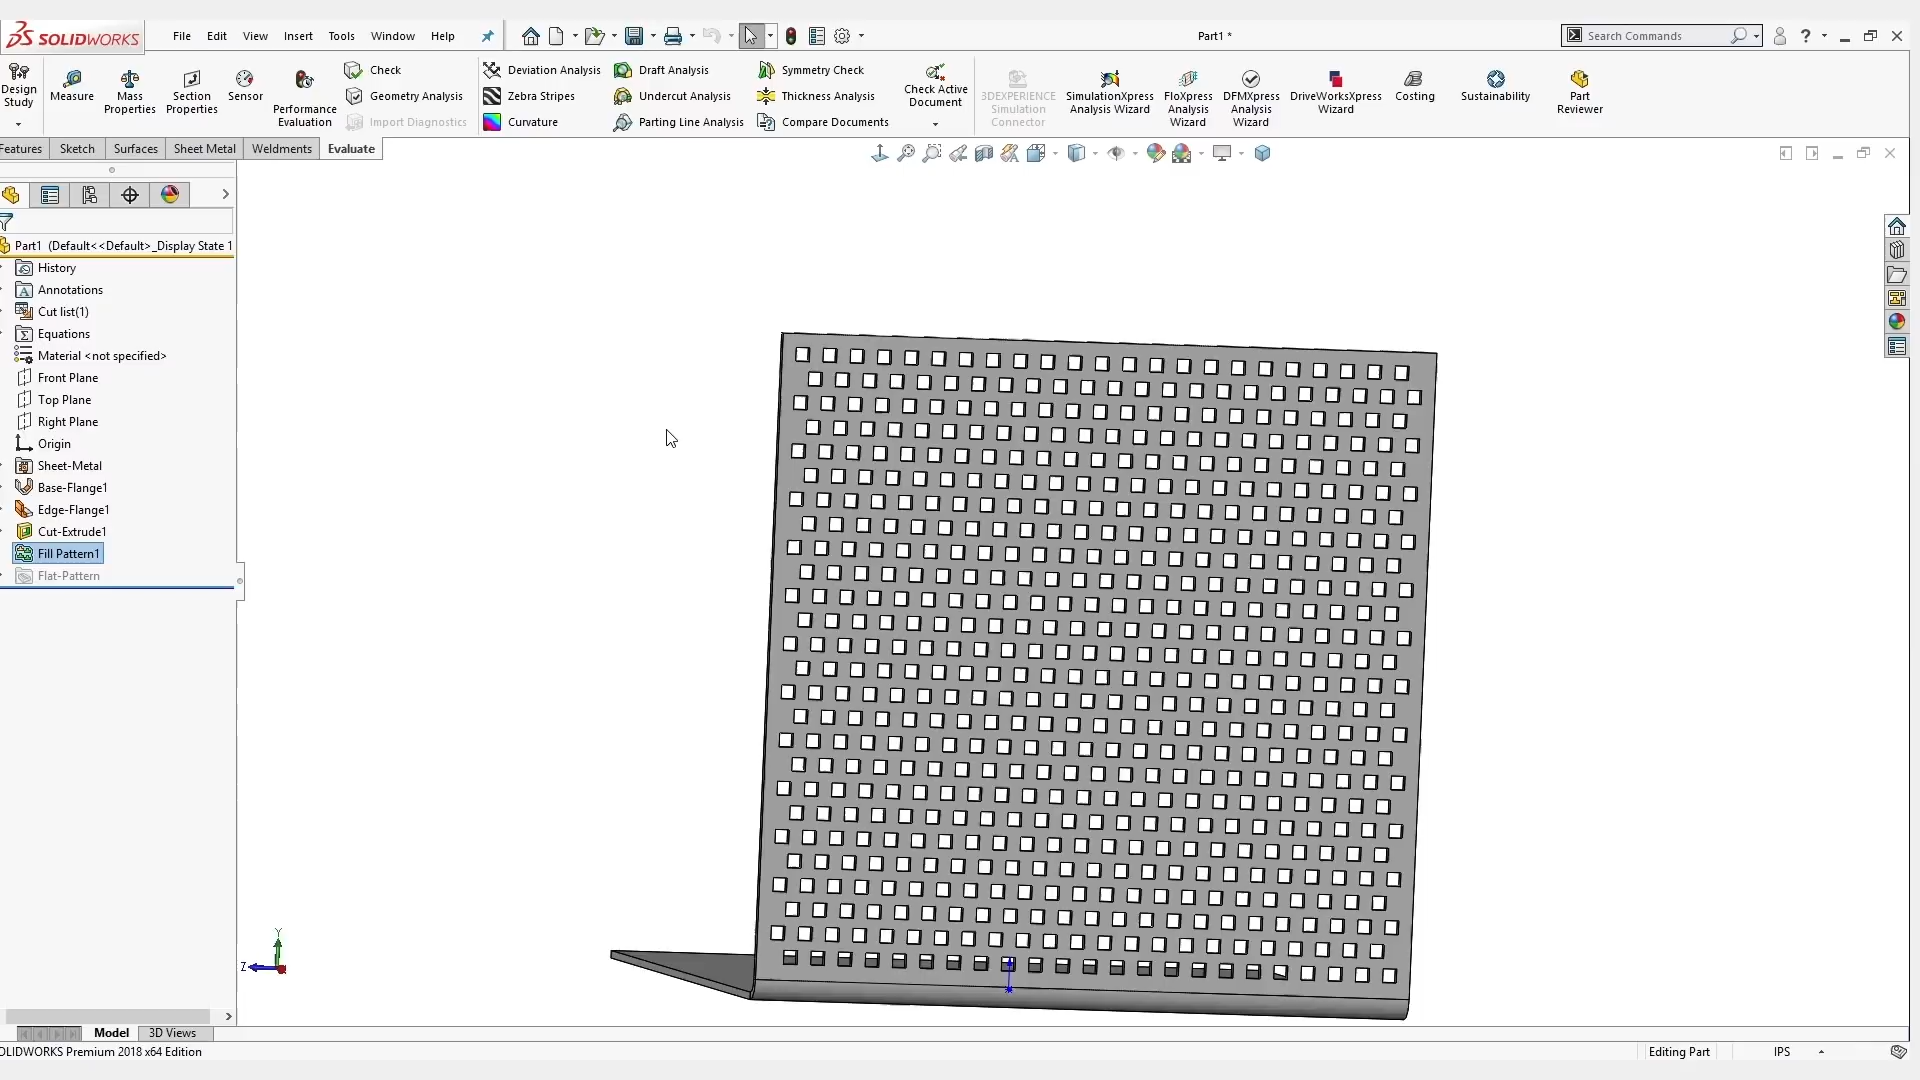 SOLIDWORKS File Edit View Insert Tools Window Help Part1 * Search Commands ?
Design Study
Measure
Mass Properties
Section Properties
Sensor
Performance Evaluation
Check
Geometry Analysis
Import Diagnostics
Deviation Analysis
Zebra Stripes
Curvature
Draft Analysis
Undercut Analysis
Parting Line Analysis
Symmetry Check
Thickness Analysis
Compare Documents
Check Active Document
3DEXPERIENCE Simulation Connector
SimulationXpress Analysis Wizard
FloXpress Analysis Wizard
DFMXpress Analysis Wizard
DriveWorksXpress Wizard
Costing
Sustainability
Part Reviewer
Features Sketch Surfaces Sheet Metal Weldments Evaluate
Part1 (Default<<Default>_Display State 1
History
Annotations
Cut list(1)
Equations
Material <not specified>
Front Plane
Top Plane
Right Plane
Origin
Sheet-Metal
Base-Flange1
Edge-Flange1
Cut-Extrude1
Fill Pattern1
Flat-Pattern
Y
Z
Model 3D Views
OLIDWORKS Premium 2018 x64 Edition Editing Part IPS